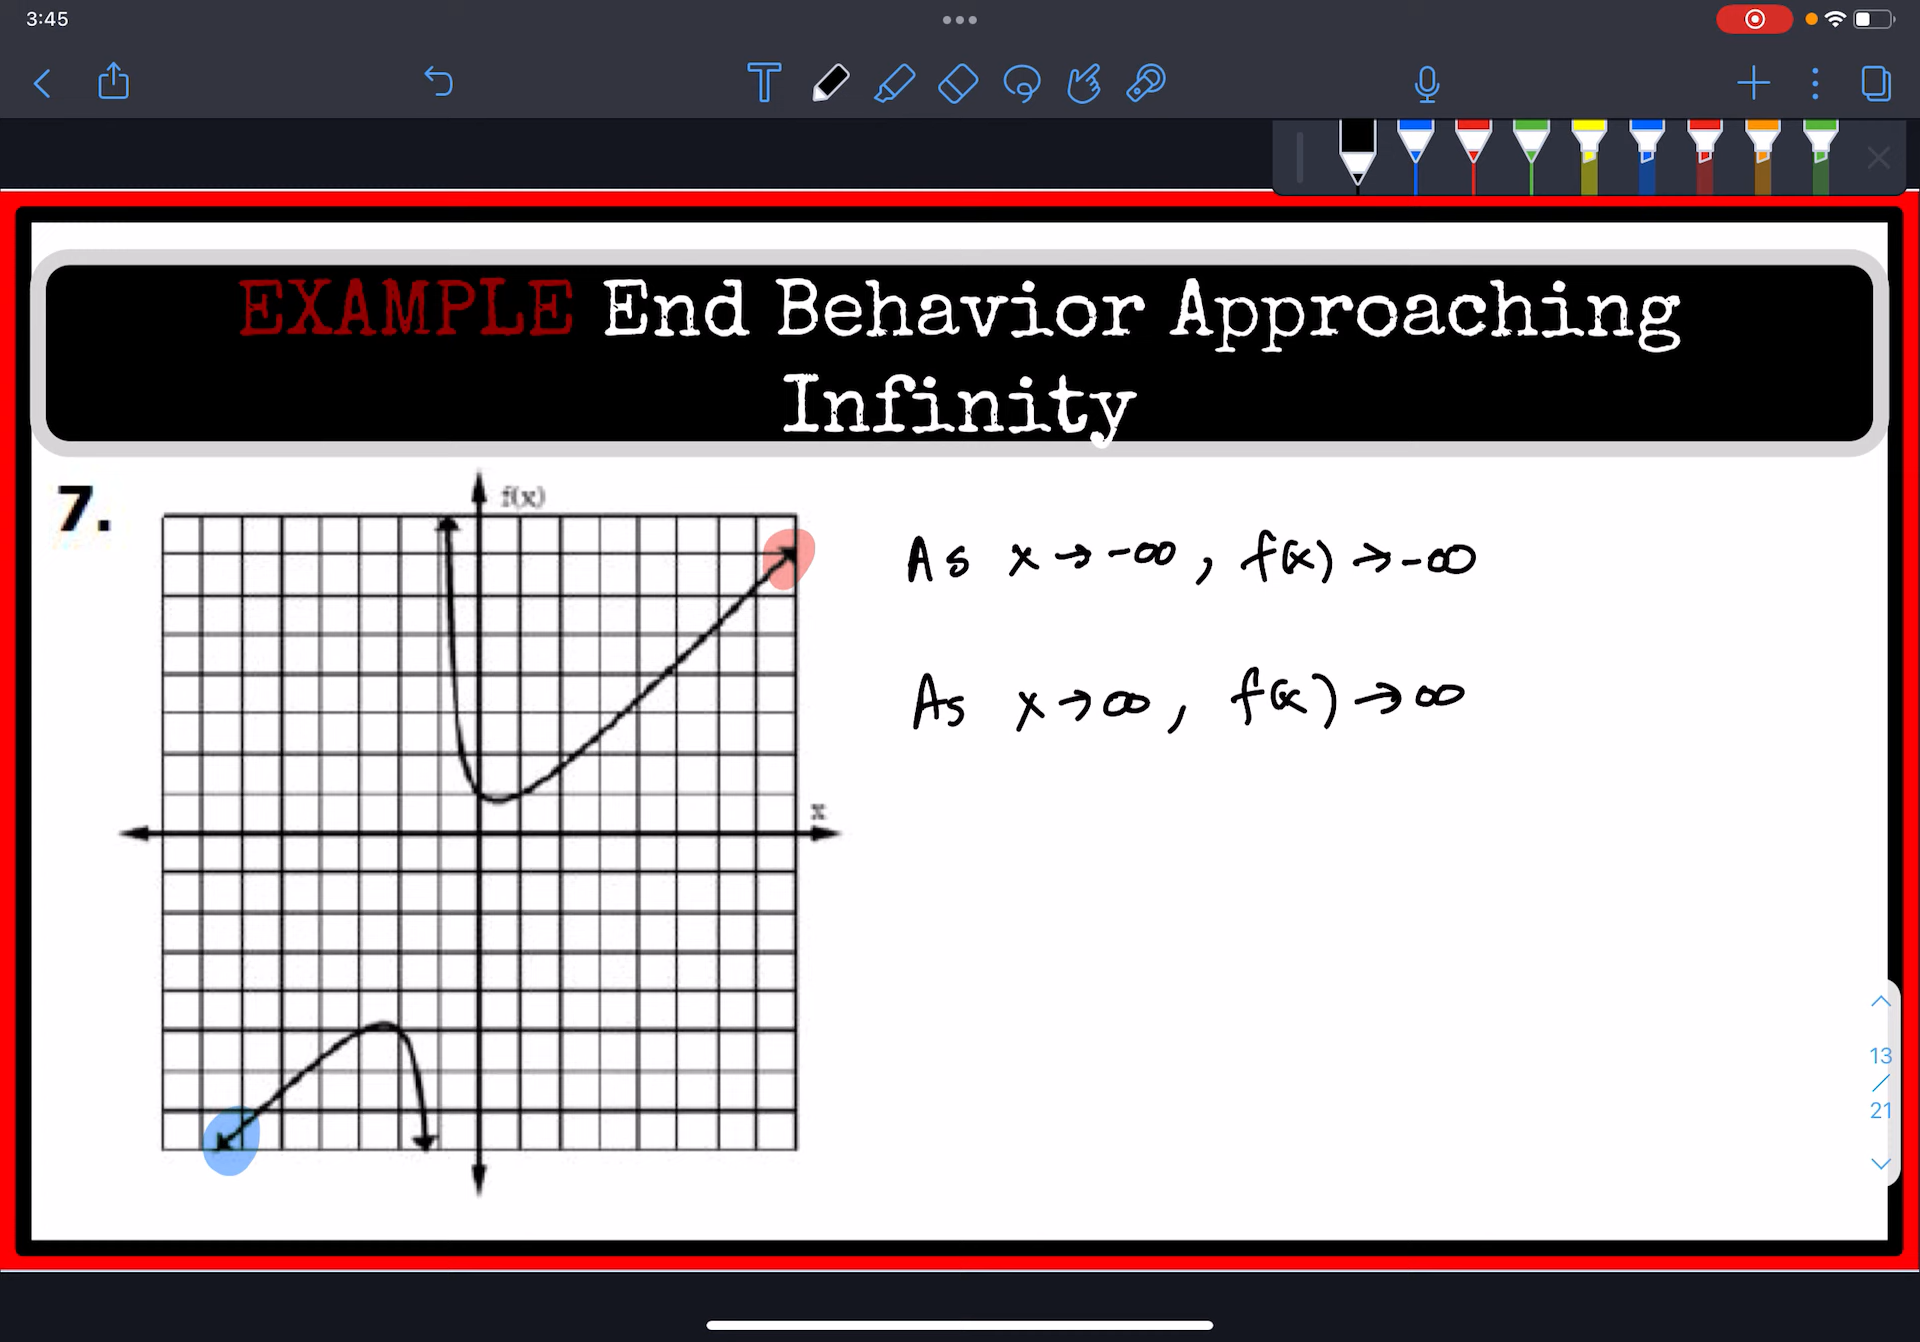 3:45
EXAMPLE End Behavior Approaching
Infinity
7.
f(x)
As x→-∞, f(x)→-∞
As x→∞, f(x)→∞
x
13
/
21